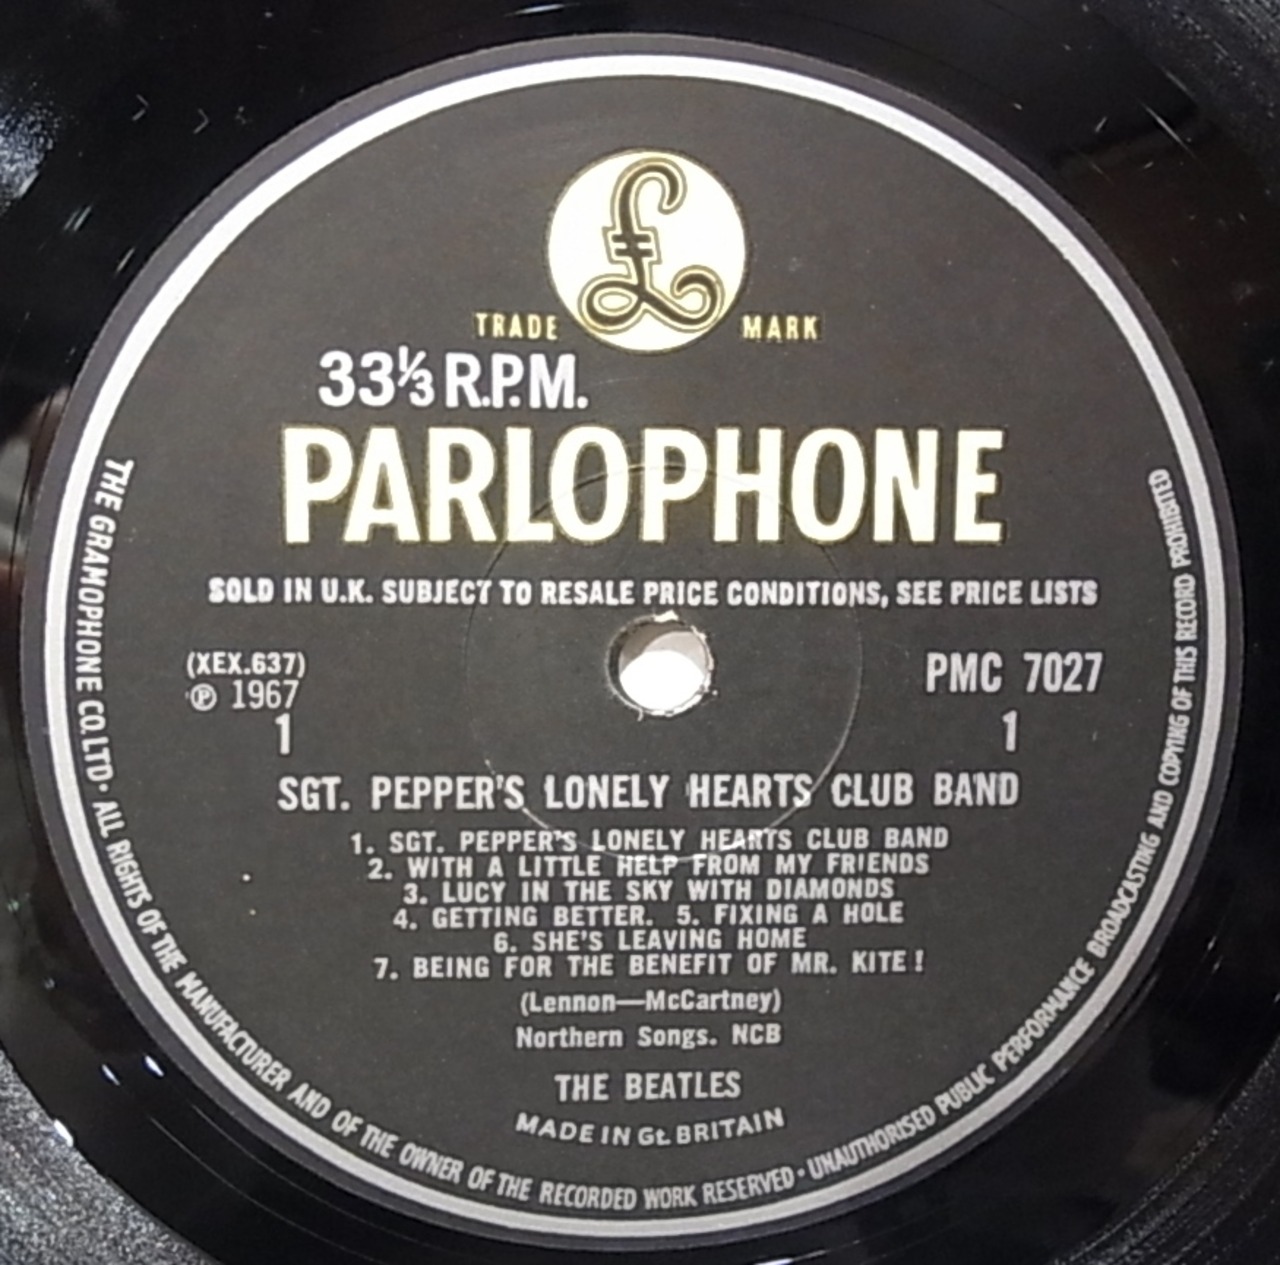 £
TRADE MARK
33⅓ R.P.M.
PARLOPHONE
SOLD IN U.K. SUBJECT TO RESALE PRICE CONDITIONS, SEE PRICE LISTS
(XEX.637)
℗ 1967
1
PMC 7027
1
SGT. PEPPER'S LONELY HEARTS CLUB BAND
1. SGT. PEPPER'S LONELY HEARTS CLUB BAND
2. WITH A LITTLE HELP FROM MY FRIENDS
3. LUCY IN THE SKY WITH DIAMONDS
4. GETTING BETTER. 5. FIXING A HOLE
6. SHE'S LEAVING HOME
7. BEING FOR THE BENEFIT OF MR. KITE!
(Lennon—McCartney)
Northern Songs. NCB
THE BEATLES
MADE IN Gt. BRITAIN
THE GRAMOPHONE CO. LTD · ALL RIGHTS OF THE MANUFACTURER AND OF THE OWNER OF THE RECORDED WORK RESERVED · UNAUTHORISED PUBLIC PERFORMANCE BROADCASTING AND COPYING OF THIS RECORD PROHIBITED